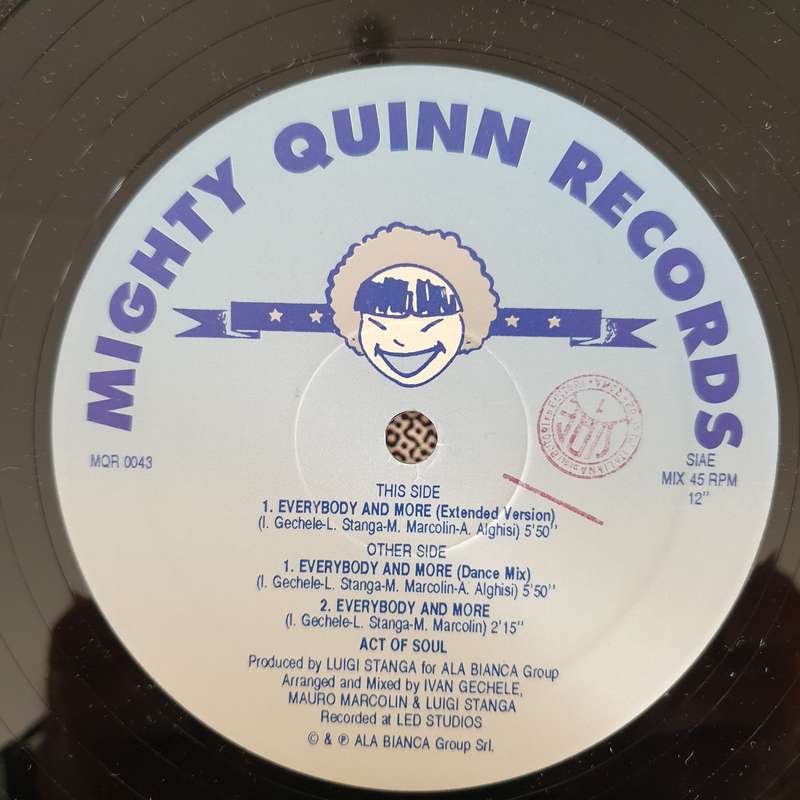 MIGHTY QUINN RECORDS
MQR 0043
SIAE
MIX 45 RPM
12"
THIS SIDE
1. EVERYBODY AND MORE (Extended Version)
(I. Gechele-L. Stanga-M. Marcolin-A. Alghisi) 5'50"
OTHER SIDE
1. EVERYBODY AND MORE (Dance Mix)
(I. Gechele-L. Stanga-M. Marcolin-A. Alghisi) 5'50"
2. EVERYBODY AND MORE
(I. Gechele-L. Stanga-M. Marcolin) 2'15"
ACT OF SOUL
Produced by LUIGI STANGA for ALA BIANCA Group
Arranged and Mixed by IVAN GECHELE,
MAURO MARCOLIN & LUIGI STANGA
Recorded at LED STUDIOS
© & ℗ ALA BIANCA Group Srl.